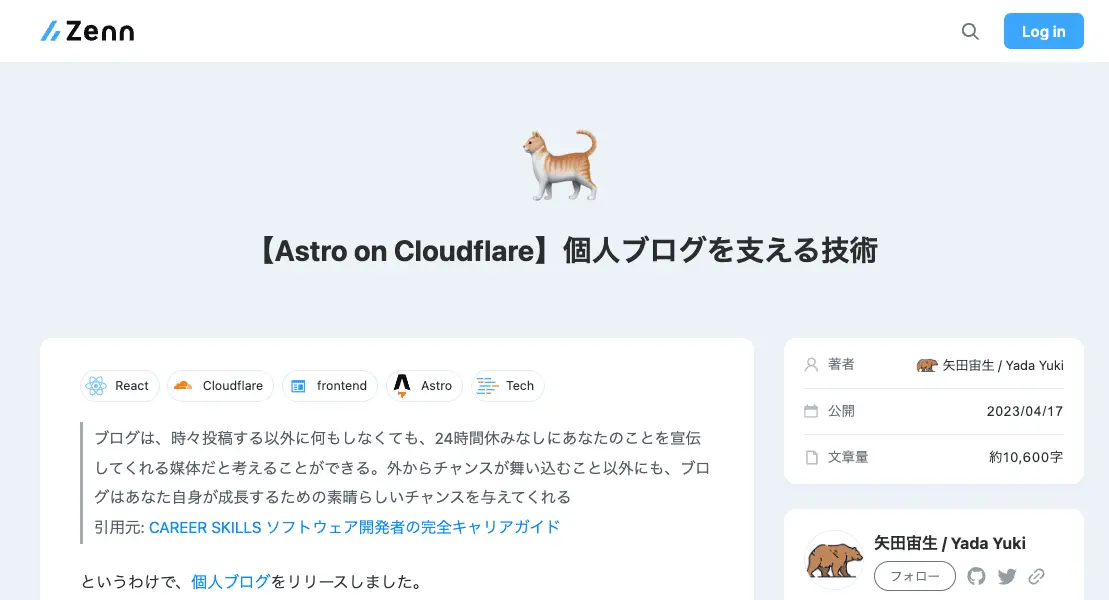 Zenn
Log in
【Astro on Cloudflare】個人ブログを支える技術
React
Cloudflare
frontend
Astro
Tech
ブログは、時々投稿する以外に何もしなくても、24時間休みなしにあなたのことを宣伝
してくれる媒体だと考えることができる。外からチャンスが舞い込むこと以外にも、ブロ
グはあなた自身が成長するための素晴らしいチャンスを与えてくれる
引用元: CAREER SKILLS ソフトウェア開発者の完全キャリアガイド
というわけで、個人ブログをリリースしました。
著者 矢田宙生 / Yada Yuki
公開 2023/04/17
文章量 約10,600字
矢田宙生 / Yada Yuki
フォロー